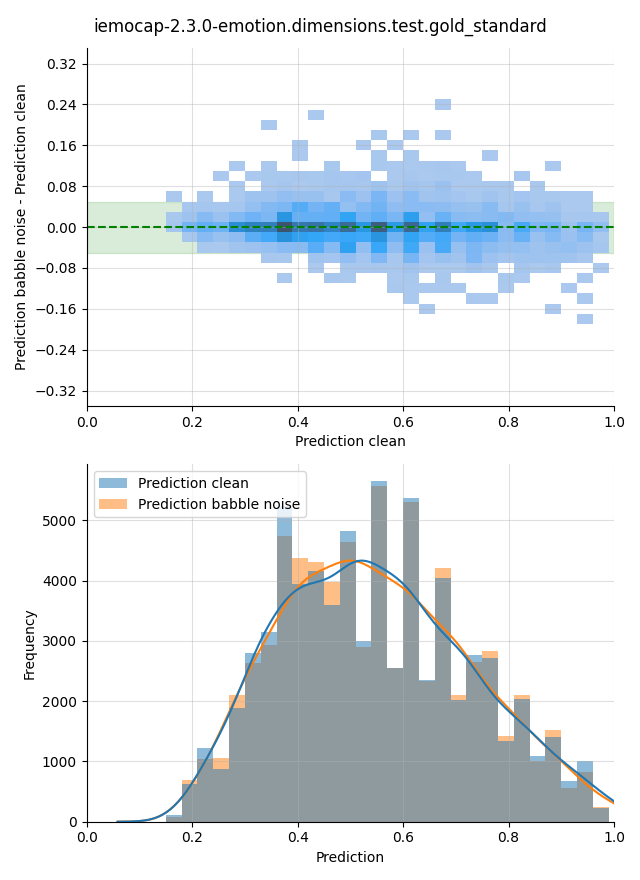 iemocap-2.3.0-emotion.dimensions.test.gold_standard
0.32
0.24
0.16
0.08
0.00
−0.08
−0.16
−0.24
−0.32
Prediction babble noise - Prediction clean
0.0 0.2 0.4 0.6 0.8 1.0
Prediction clean
Prediction clean
Prediction babble noise
5000
4000
3000
2000
1000
0
Frequency
0.0 0.2 0.4 0.6 0.8 1.0
Prediction